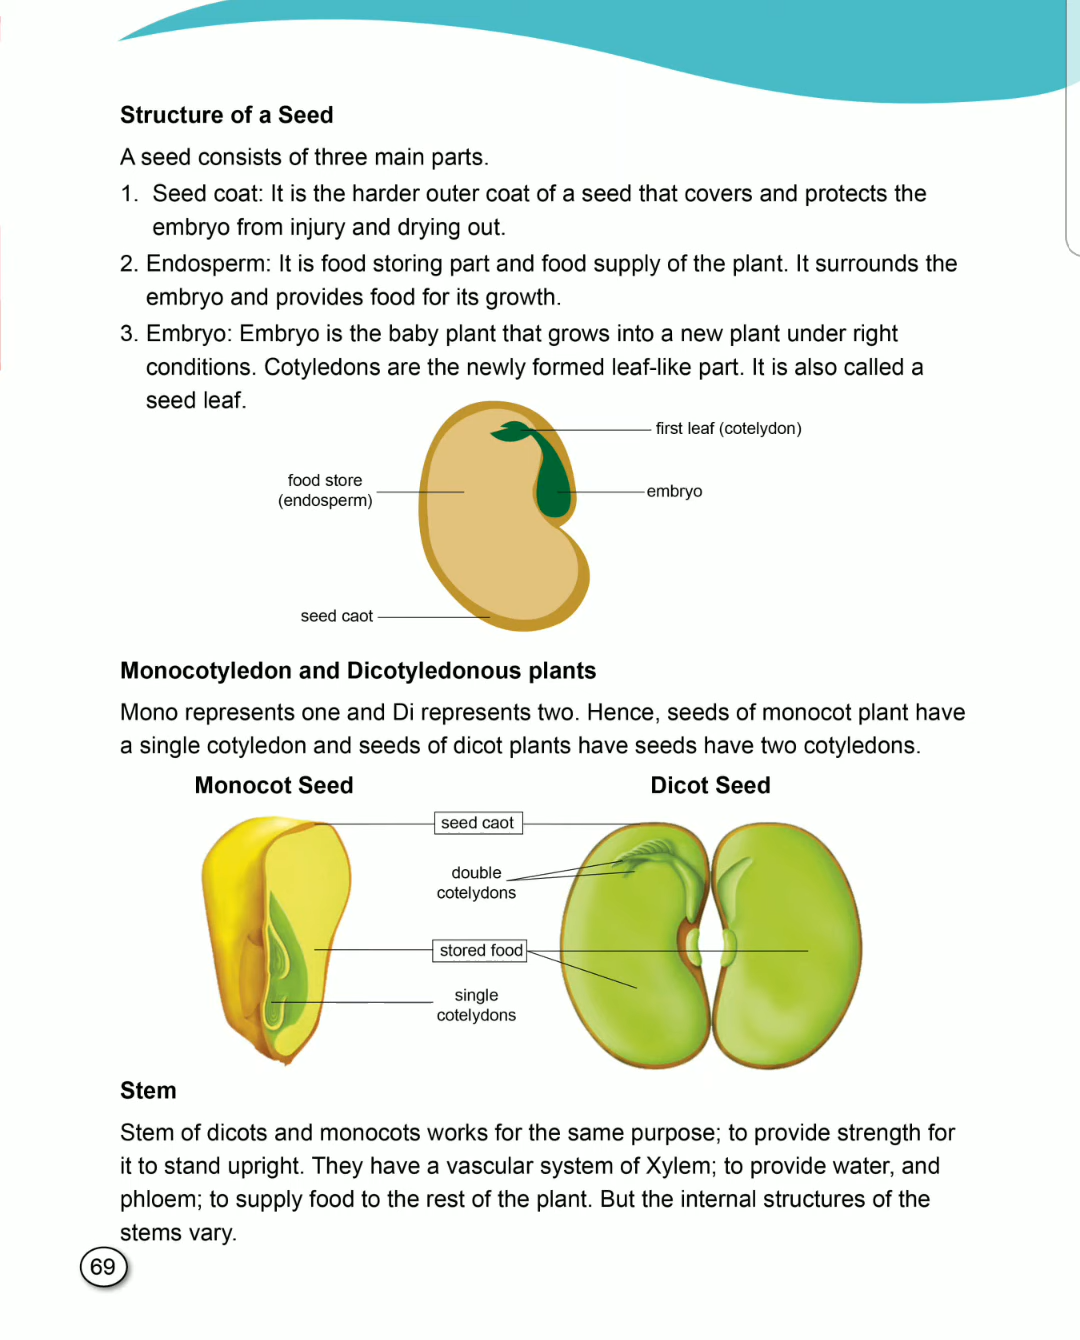 Structure of a Seed
A seed consists of three main parts.
1. Seed coat: It is the harder outer coat of a seed that covers and protects the
embryo from injury and drying out.
2. Endosperm: It is food storing part and food supply of the plant. It surrounds the
embryo and provides food for its growth.
3. Embryo: Embryo is the baby plant that grows into a new plant under right
conditions. Cotyledons are the newly formed leaf-like part. It is also called a
seed leaf.
first leaf (cotelydon)
food store
(endosperm)
embryo
seed caot
Monocotyledon and Dicotyledonous plants
Mono represents one and Di represents two. Hence, seeds of monocot plant have
a single cotyledon and seeds of dicot plants have seeds have two cotyledons.
Monocot Seed
Dicot Seed
seed caot
double
cotelydons
stored food
single
cotelydons
Stem
Stem of dicots and monocots works for the same purpose; to provide strength for
it to stand upright. They have a vascular system of Xylem; to provide water, and
phloem; to supply food to the rest of the plant. But the internal structures of the
stems vary.
69